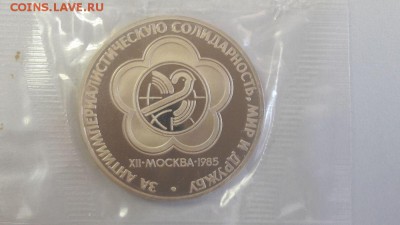 COINS.LAVE.RU
ЗА АНТИИМПЕРИАЛИСТИЧЕСКУЮ СОЛИДАРНОСТЬ, МИР И ДРУЖБУ
XII·МОСКВА·1985